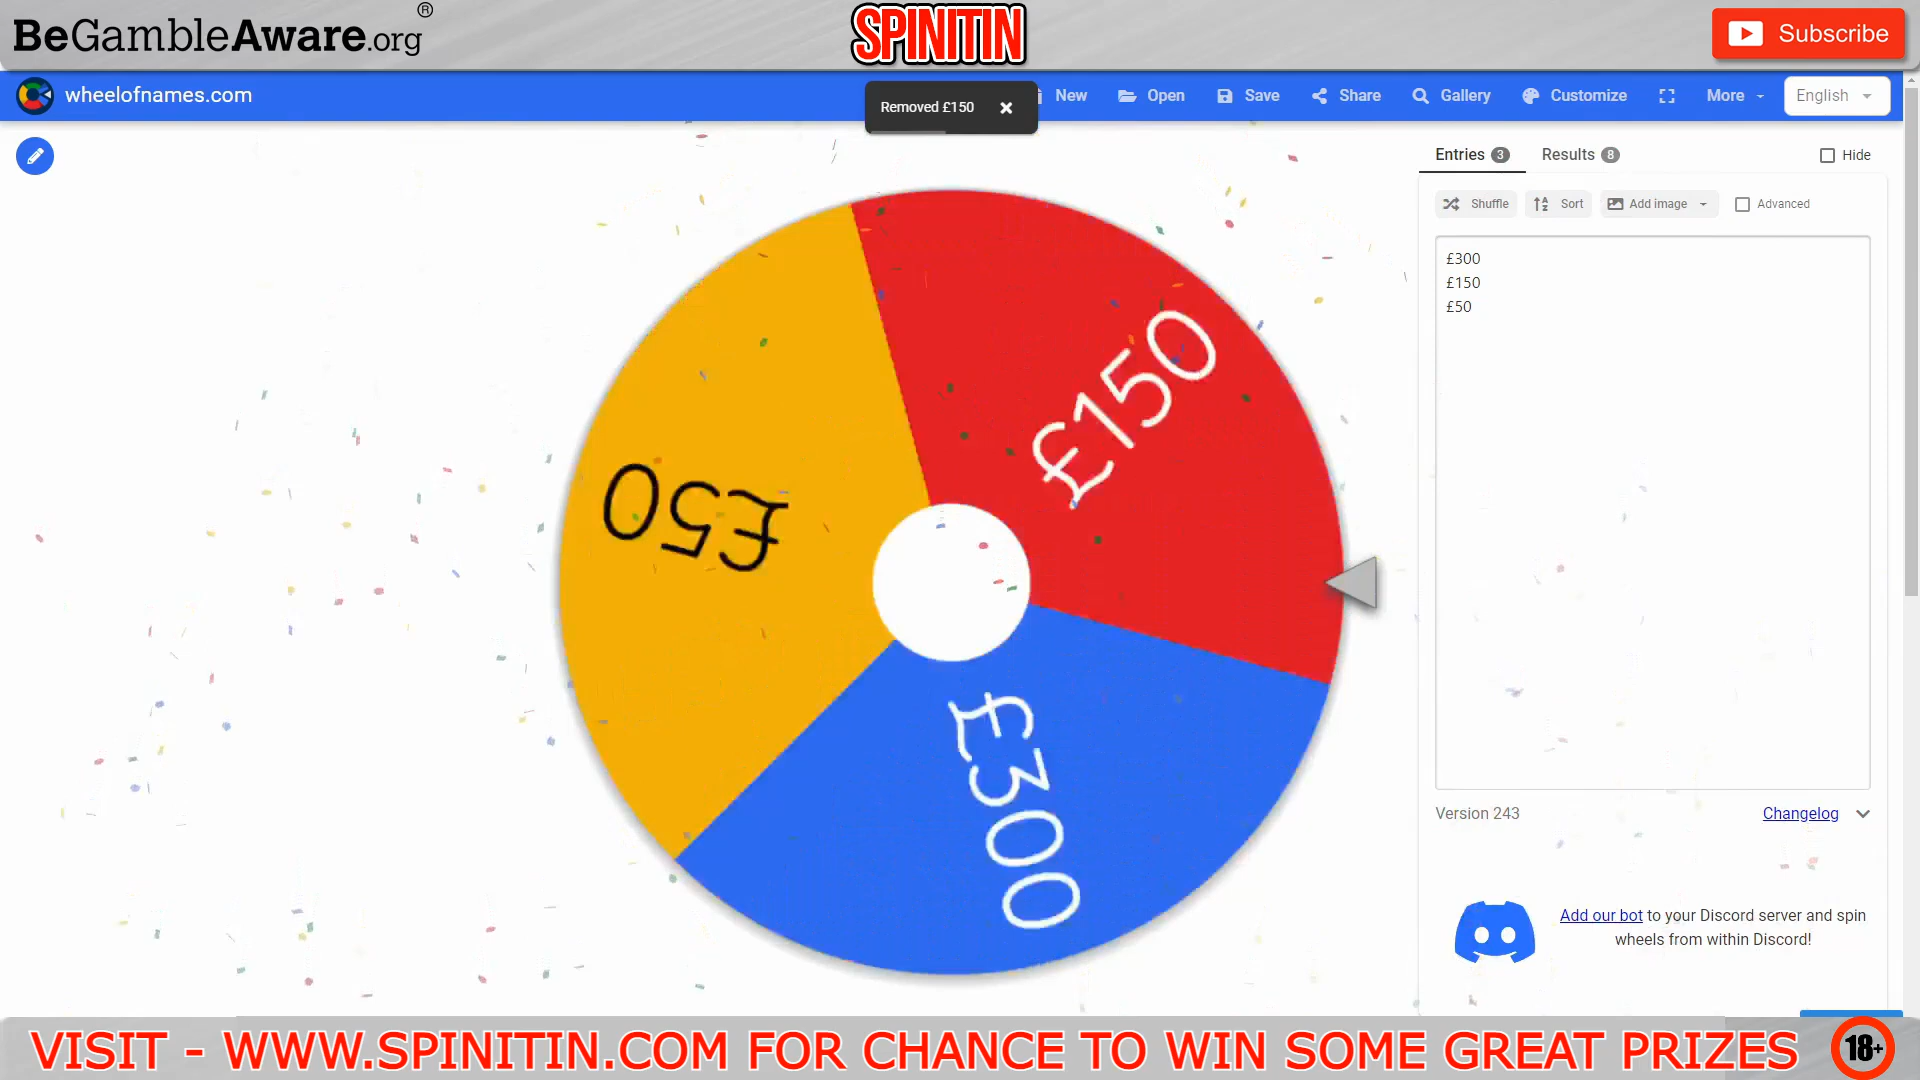 BeGambleAware.org®
SPINITIN
Subscribe
wheelofnames.com
Removed £150
New
Open
Save
Share
Gallery
Customize
More
English
Entries 3
Results 8
Hide
Shuffle
Sort
Add image
Advanced
£300
£150
£50
£150
£50
£300
Version 243
Changelog
Add our bot to your Discord server and spin
wheels from within Discord!
VISIT - WWW.SPINITIN.COM FOR CHANCE TO WIN SOME GREAT PRIZES
18+